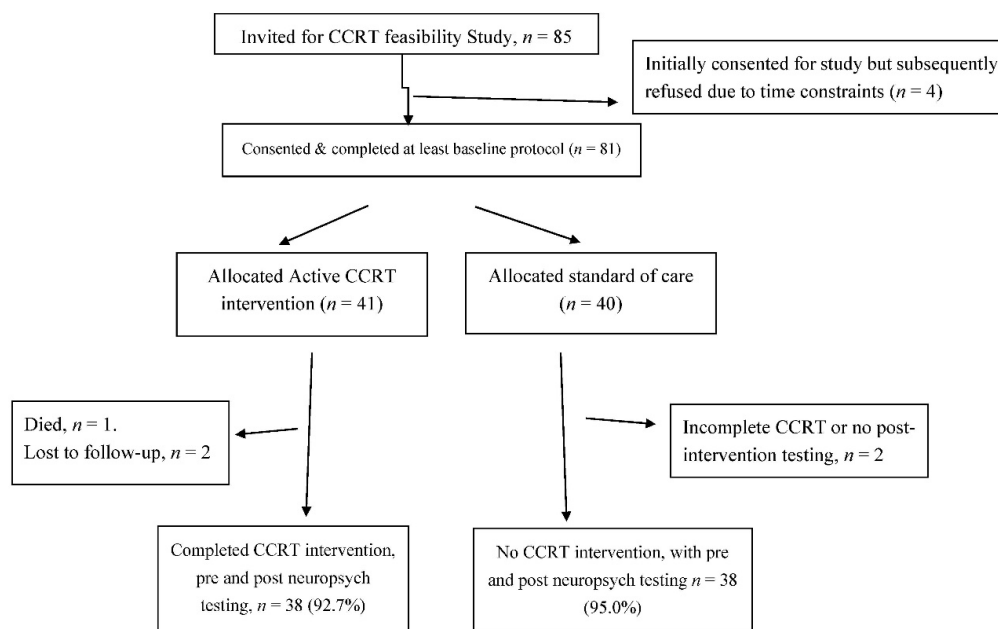 Invited for CCRT feasibility Study, n = 85
Initially consented for study but subsequently
refused due to time constraints (n = 4)
Consented & completed at least baseline protocol (n = 81)
Allocated Active CCRT
intervention (n = 41)
Allocated standard of care
(n = 40)
Died, n = 1.
Lost to follow-up, n = 2
Incomplete CCRT or no post-
intervention testing, n = 2
Completed CCRT intervention,
pre and post neuropsych
testing, n = 38 (92.7%)
No CCRT intervention, with pre
and post neuropsych testing n = 38
(95.0%)